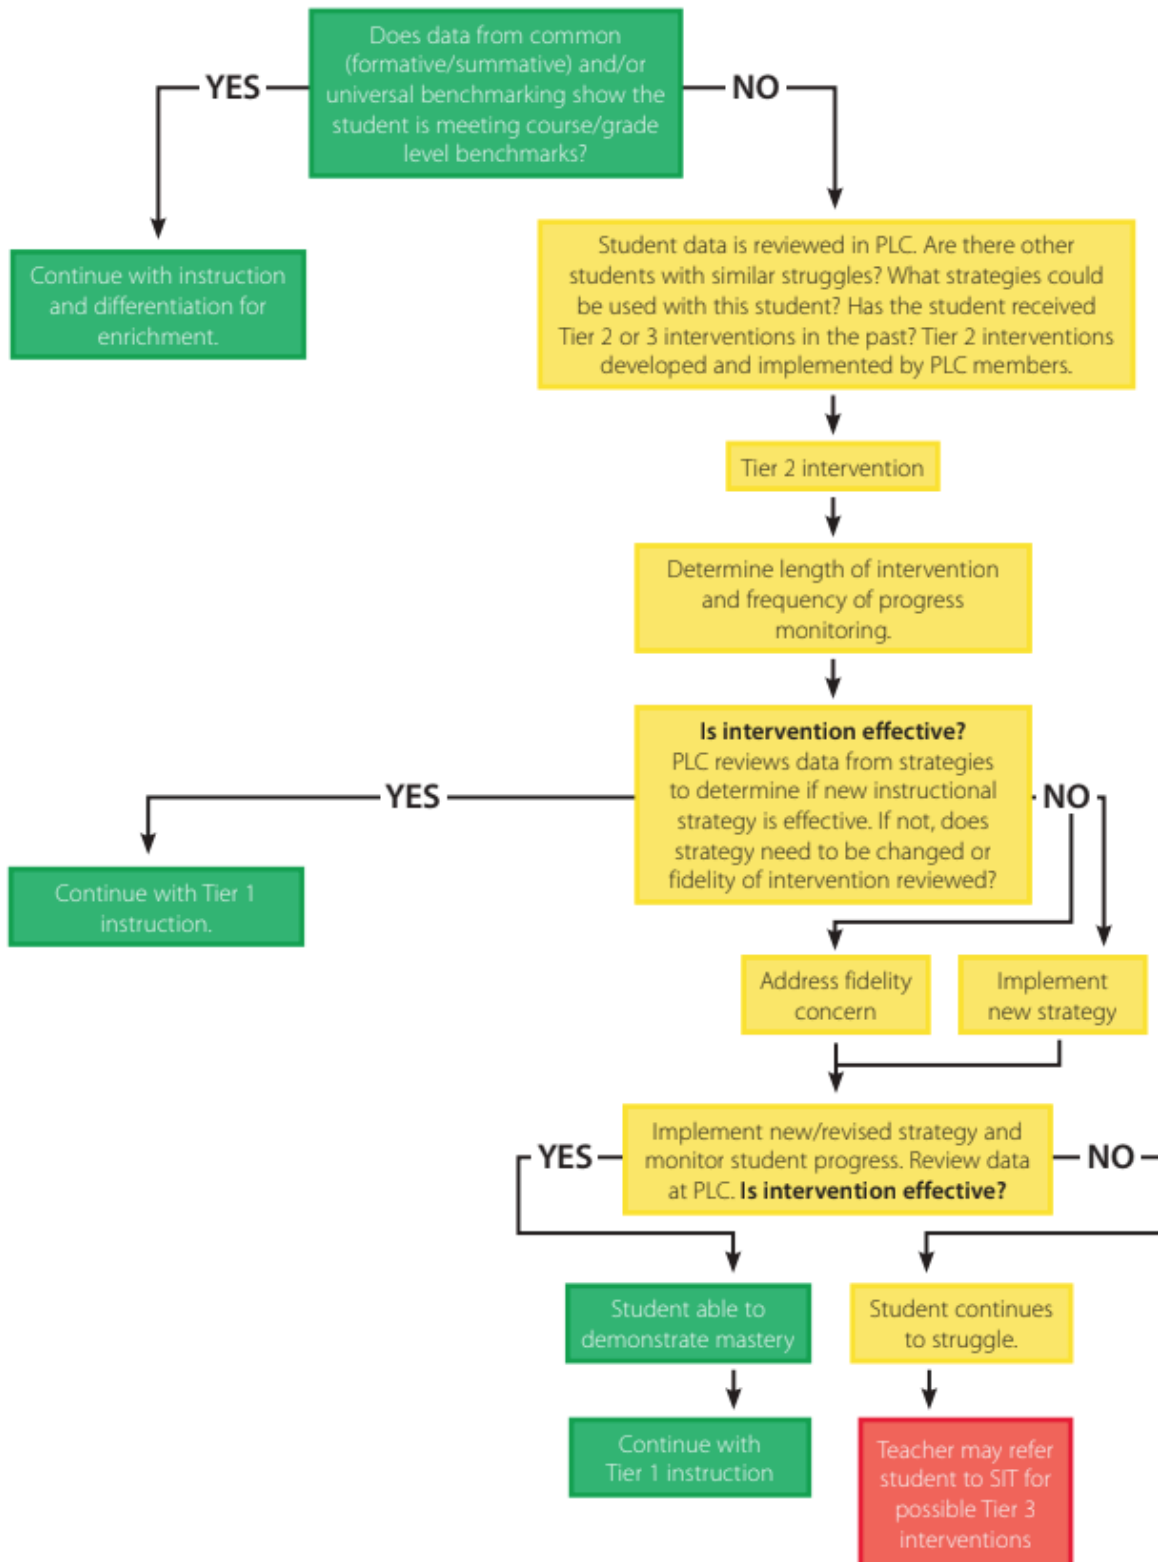 Does data from common
(formative/summative) and/or
universal benchmarking show the
student is meeting course/grade
level benchmarks?
YES
NO
Continue with instruction
and differentiation for
enrichment.
Student data is reviewed in PLC. Are there other
students with similar struggles? What strategies could
be used with this student? Has the student received
Tier 2 or 3 interventions in the past? Tier 2 interventions
developed and implemented by PLC members.
Tier 2 intervention
Determine length of intervention
and frequency of progress
monitoring.
Is intervention effective?
PLC reviews data from strategies
to determine if new instructional
strategy is effective. If not, does
strategy need to be changed or
fidelity of intervention reviewed?
YES
NO
Continue with Tier 1
instruction.
Address fidelity
concern
Implement
new strategy
Implement new/revised strategy and
monitor student progress. Review data
at PLC. Is intervention effective?
YES
NO
Student able to
demonstrate mastery
Student continues
to struggle.
Continue with
Tier 1 instruction
Teacher may refer
student to SIT for
possible Tier 3
interventions